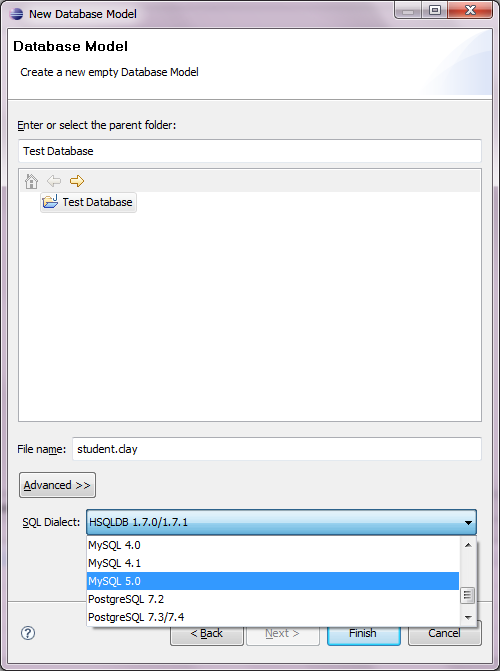 New Database Model
Database Model
Create a new empty Database Model
Enter or select the parent folder:
Test Database
Test Database
File name: student.clay
Advanced >>
SQL Dialect: HSQLDB 1.7.0/1.7.1
MySQL 4.0
MySQL 4.1
MySQL 5.0
PostgreSQL 7.2
PostgreSQL 7.3/7.4
? < Back Next > Finish Cancel